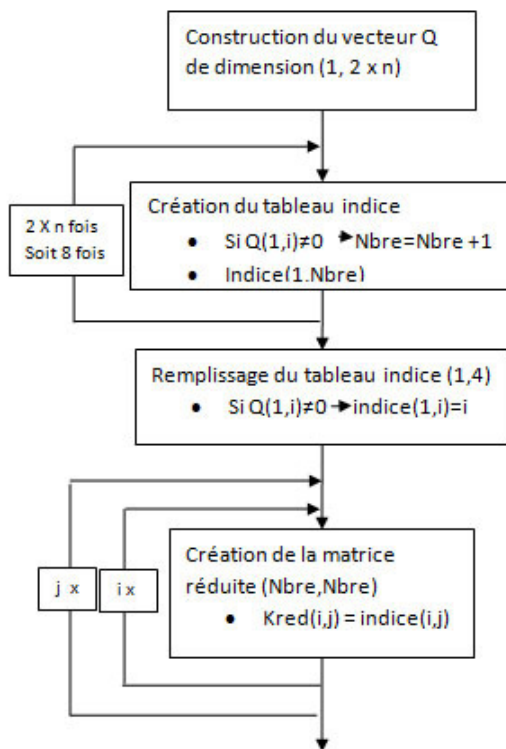 Construction du vecteur Q
de dimension (1, 2 x n)
2 X n fois
Soit 8 fois
Création du tableau indice
• Si Q(1,i)≠0 → Nbre=Nbre +1
• Indice(1,Nbre)
Remplissage du tableau indice (1,4)
• Si Q(1,i)≠0 → indice(1,i)=i
j x
i x
Création de la matrice
réduite (Nbre,Nbre)
• Kred(i,j) = indice(i,j)